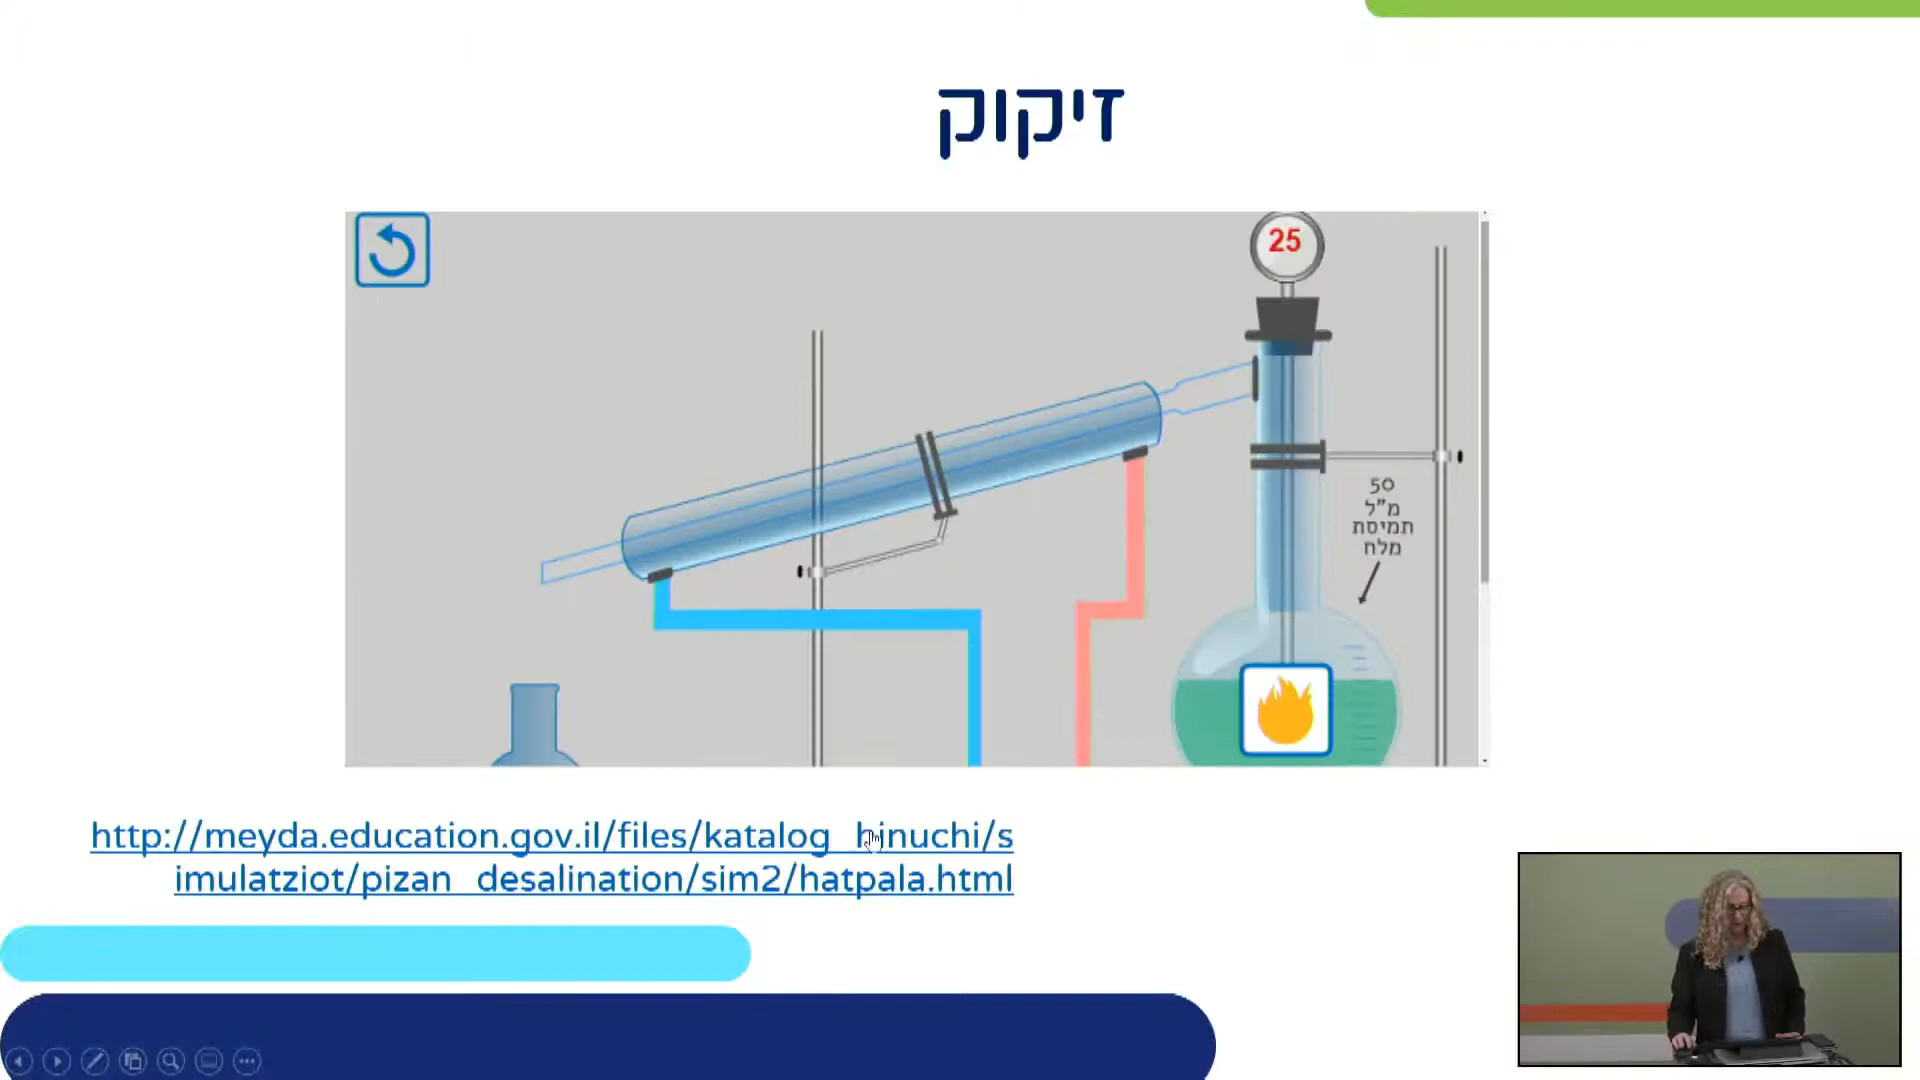 זיקוק
25
50
מ"ל
תמיסת
מלח
http://meyda.education.gov.il/files/katalog_hinuchi/s
imulatziot/pizan_desalination/sim2/hatpala.html